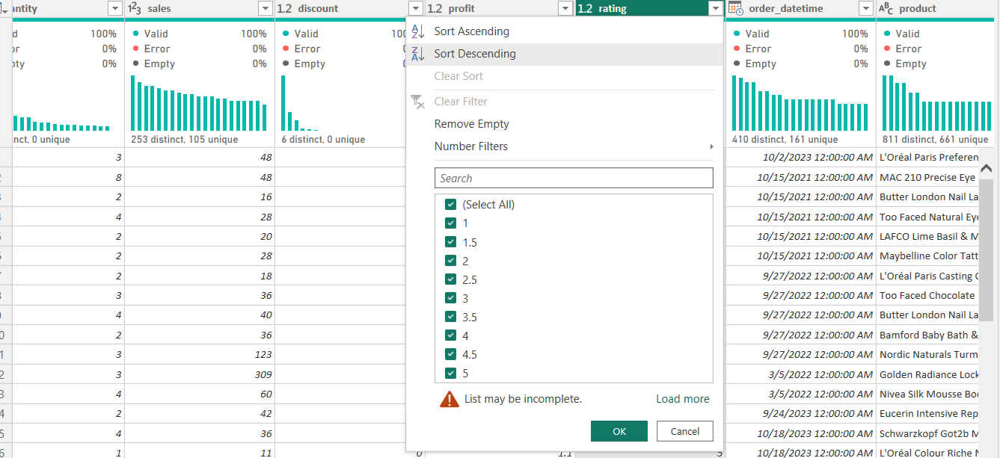 antity 1²3 sales 1.2 discount 1.2 profit 1.2 rating order_datetime ABC product
d 100% Valid 100% Valid Valid 100% Valid
or 0% Error 0% Error Error 0% Error
pty 0% Empty 0% Empty Empty 0% Empty
nct, 0 unique 253 distinct, 105 unique 6 distinct, 0 unique 410 distinct, 161 unique 811 distinct, 661 unique
Sort Ascending
Sort Descending
Clear Sort
Clear Filter
Remove Empty
Number Filters
Search
(Select All)
1
1.5
2
2.5
3
3.5
4
4.5
5
List may be incomplete. Load more
OK Cancel
3 48 10/2/2023 12:00:00 AM L'Oréal Paris Preferen
8 48 10/15/2021 12:00:00 AM MAC 210 Precise Eye
2 16 10/15/2021 12:00:00 AM Butter London Nail La
4 28 10/15/2021 12:00:00 AM Too Faced Natural Eye
2 20 10/15/2021 12:00:00 AM LAFCO Lime Basil & M
2 28 10/15/2021 12:00:00 AM Maybelline Color Tatt
2 18 9/27/2022 12:00:00 AM L'Oréal Paris Casting C
3 36 9/27/2022 12:00:00 AM Too Faced Chocolate
4 40 9/27/2022 12:00:00 AM Butter London Nail La
2 36 9/27/2022 12:00:00 AM Bamford Baby Bath &
3 123 9/27/2022 12:00:00 AM Nordic Naturals Turm
3 309 3/5/2022 12:00:00 AM Golden Radiance Lock
4 60 3/5/2022 12:00:00 AM Nivea Silk Mousse Bo
2 42 9/24/2023 12:00:00 AM Eucerin Intensive Rep
4 36 10/18/2023 12:00:00 AM Schwarzkopf Got2b M
1 11 0 1.1 5 10/18/2023 12:00:00 AM L'Oréal Colour Riche M